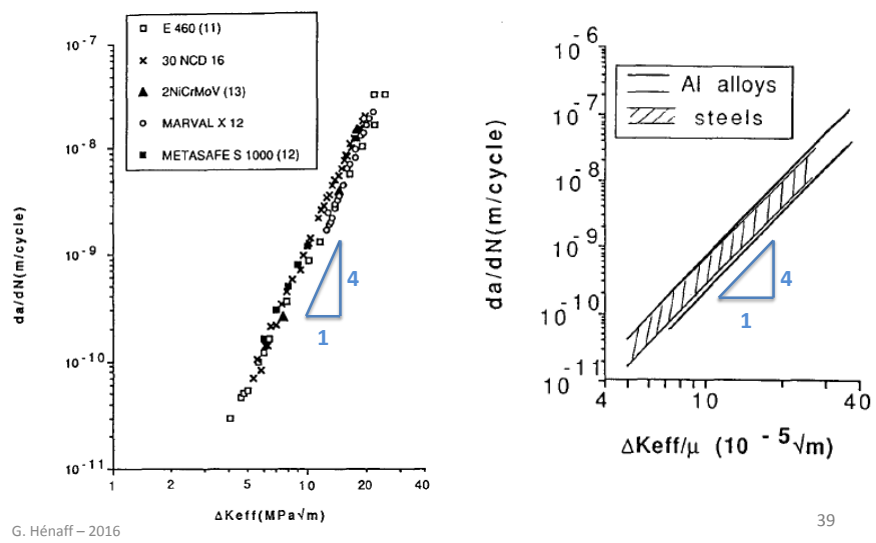 E 460 (11)
30 NCD 16
2NiCrMoV (13)
MARVAL X 12
METASAFE S 1000 (12)
10-7
10-8
10-9
10-10
10-11
da/dN(m/cycle)
4
1
1
2
5
10
20
40
ΔKeff(MPa√m)
Al alloys
steels
10-6
10-7
10-8
10-9
10-10
10-11
da/dN(m/cycle)
4
1
4
10
40
ΔKeff/μ (10 - 5√m)
G. Hénaff – 2016
39